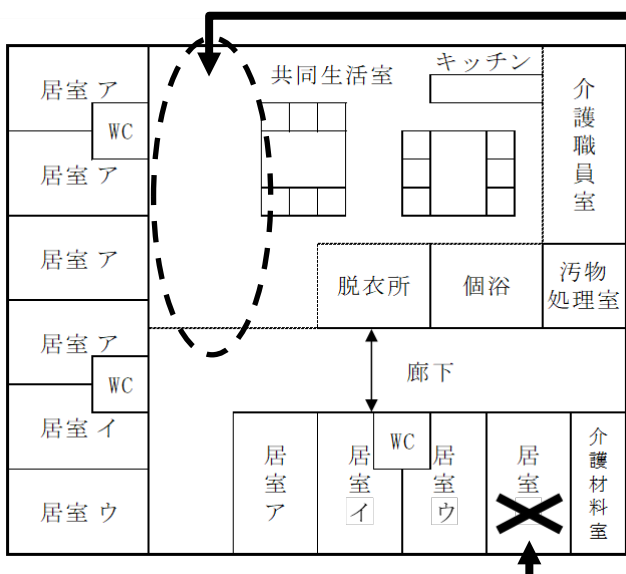 共同生活室
キッチン
介護職員室
居室 ア
WC
居室 ア
居室 ア
居室 ア
WC
居室 イ
居室 ウ
脱衣所
個浴
汚物
処理室
廊下
居室ア
居室イ
WC
居室ウ
居室
介護材料室